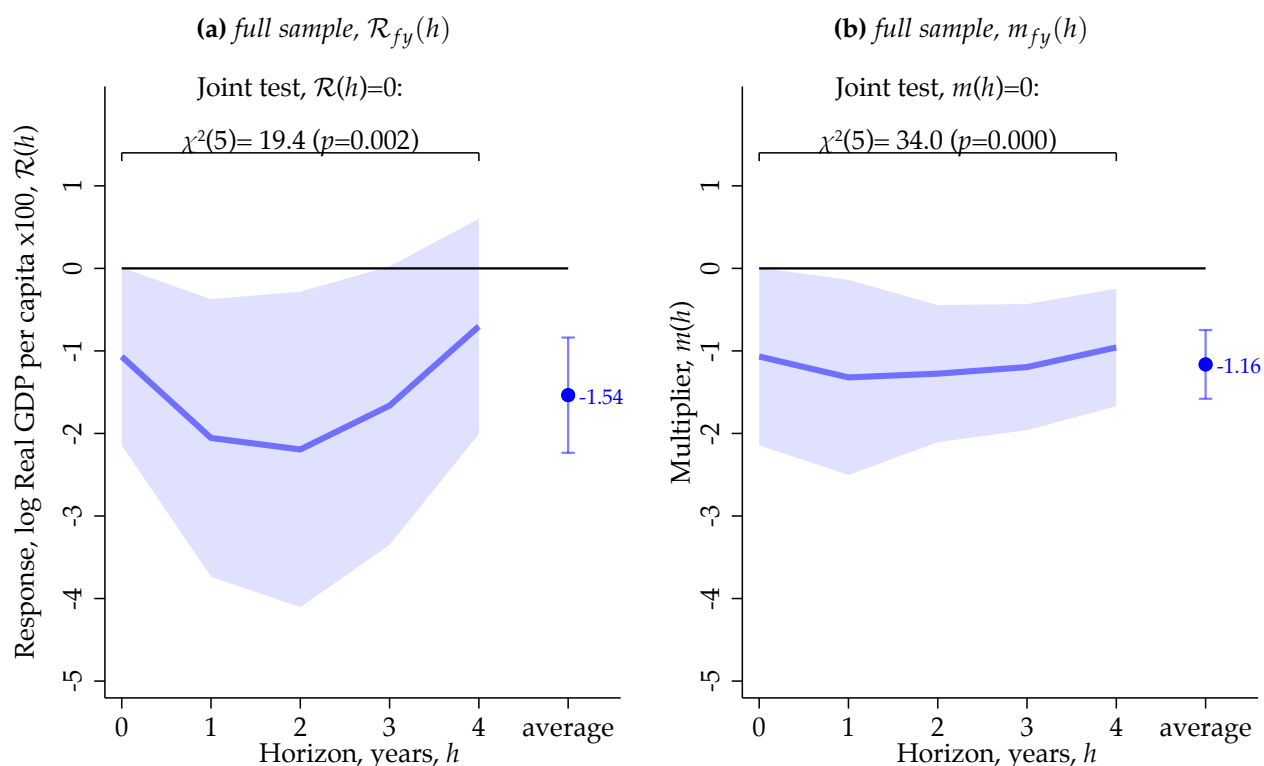 (a) full sample, ℛfy(h)
Joint test, ℛ(h)=0:
χ²(5)= 19.4 (p=0.002)
Response, log Real GDP per capita x100, ℛ(h)
1
0
-1
-2
-3
-4
-5
-1.54
0 1 2 3 4 average
Horizon, years, h
(b) full sample, mfy(h)
Joint test, m(h)=0:
χ²(5)= 34.0 (p=0.000)
Multiplier, m(h)
1
0
-1
-2
-3
-4
-5
-1.16
0 1 2 3 4 average
Horizon, years, h